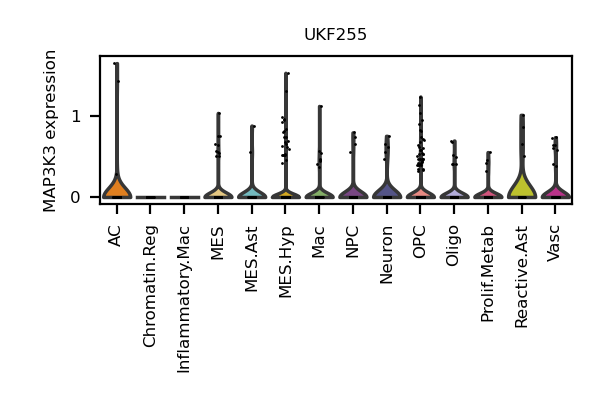 UKF255
MAP3K3 expression
1
0
AC
Chromatin.Reg
Inflammatory.Mac
MES
MES.Ast
MES.Hyp
Mac
NPC
Neuron
OPC
Oligo
Prolif.Metab
Reactive.Ast
Vasc